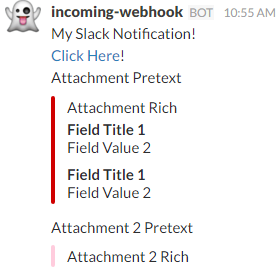 incoming-webhook BOT 10:55 AM
My Slack Notification!
Click Here!
Attachment Pretext
Attachment Rich
Field Title 1
Field Value 2
Field Title 1
Field Value 2
Attachment 2 Pretext
Attachment 2 Rich